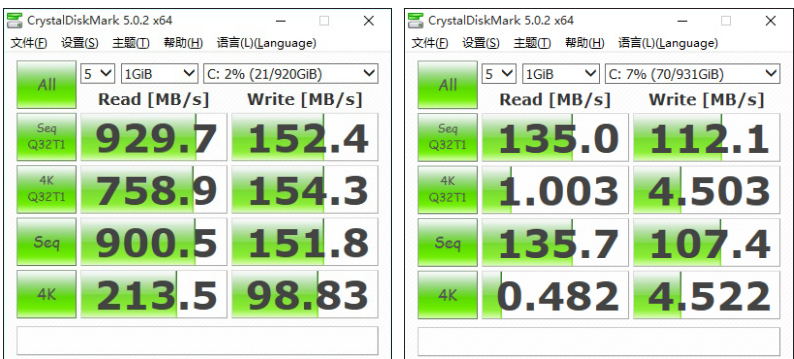 CrystalDiskMark 5.0.2 x64
文件(F) 设置(S) 主题(T) 帮助(H) 语言(L)(Language)
All 5 1GiB C: 2% (21/920GiB)
Read [MB/s] Write [MB/s]
Seq Q32T1 929.7 152.4
4K Q32T1 758.9 154.3
Seq 900.5 151.8
4K 213.5 98.83
CrystalDiskMark 5.0.2 x64
文件(F) 设置(S) 主题(T) 帮助(H) 语言(L)(Language)
All 5 1GiB C: 7% (70/931GiB)
Read [MB/s] Write [MB/s]
Seq Q32T1 135.0 112.1
4K Q32T1 1.003 4.503
Seq 135.7 107.4
4K 0.482 4.522